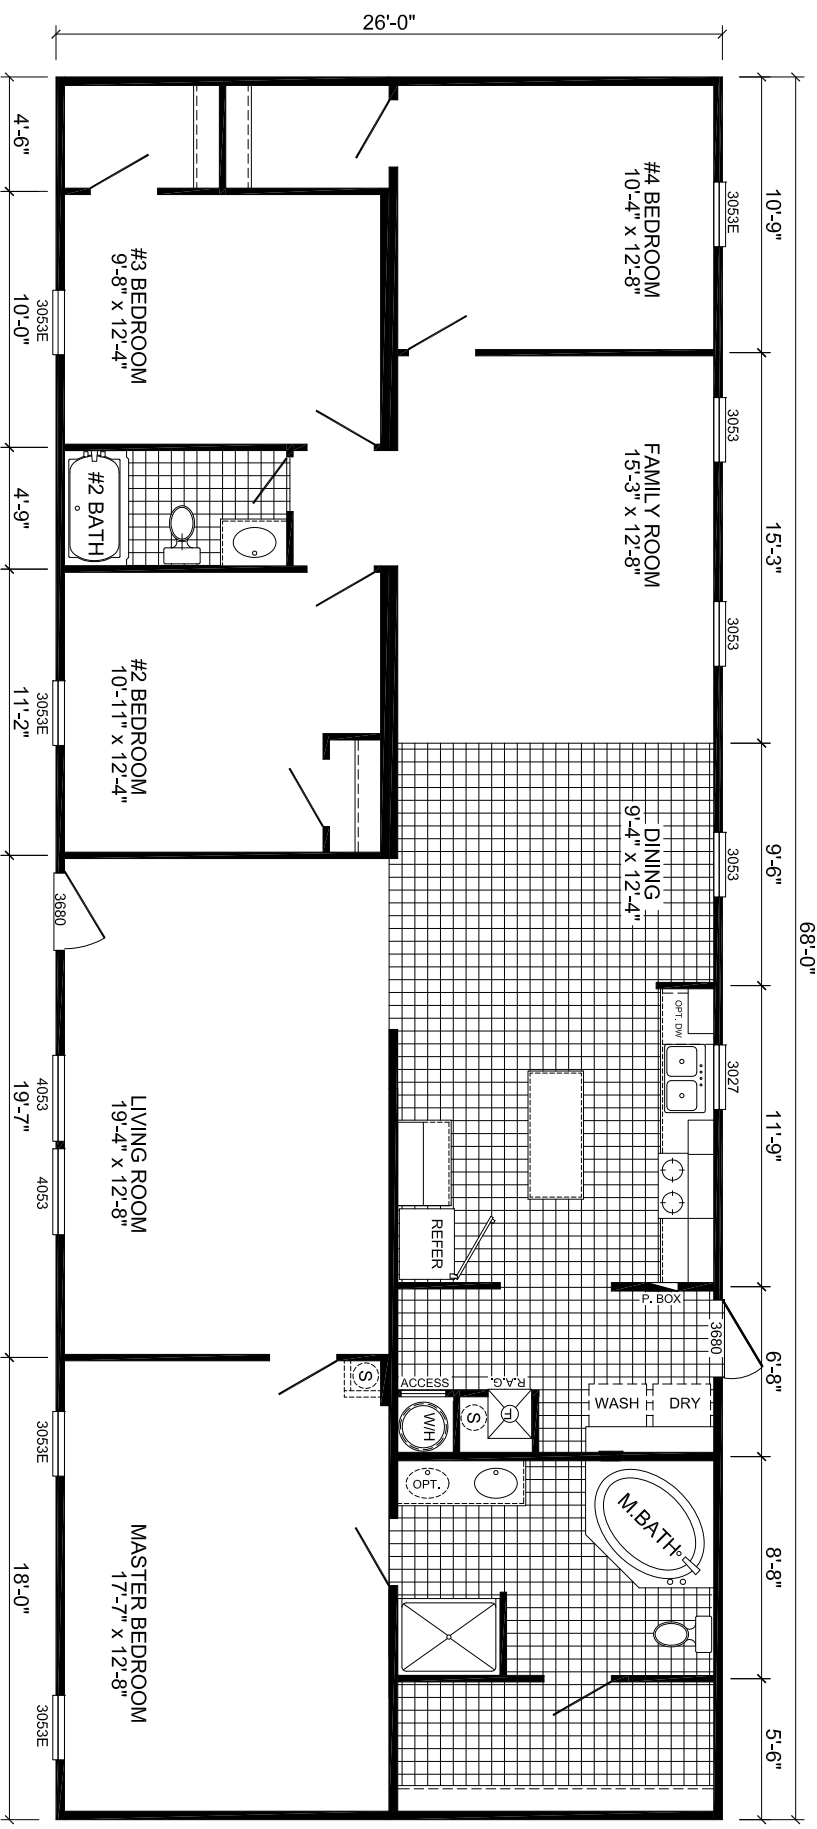 26'-0"
4'-6"
10'-0"
4'-9"
11'-2"
19'-7"
18'-0"
10'-9"
15'-3"
9'-6"
11'-9"
6'-8"
8'-8"
5'-6"
68'-0"
#4 BEDROOM
10'-4" x 12'-8"
3053E
#3 BEDROOM
9'-8" x 12'-4"
3053E
FAMILY ROOM
15'-3" x 12'-8"
3053
3053
#2 BATH
#2 BEDROOM
10'-11" x 12'-4"
3053E
DINING
9'-4" x 12'-4"
3053
3680
OPT. DW
3027
LIVING ROOM
19'-4" x 12'-8"
4053
4053
REFER
P. BOX
3680
S
ACCESS
R.A.G.
W/H
S
F
WASH
DRY
3053E
OPT.
M.BATH
MASTER BEDROOM
17'-7" x 12'-8"
3053E